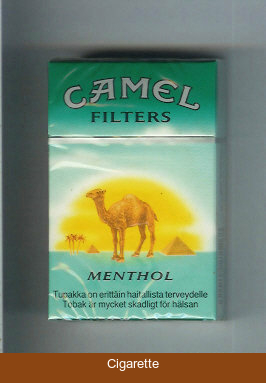 CAMEL
FILTERS
MENTHOL
Tupakka on erittäin haitallista terveydelle
Tobak är mycket skadligt för hälsan
Cigarette